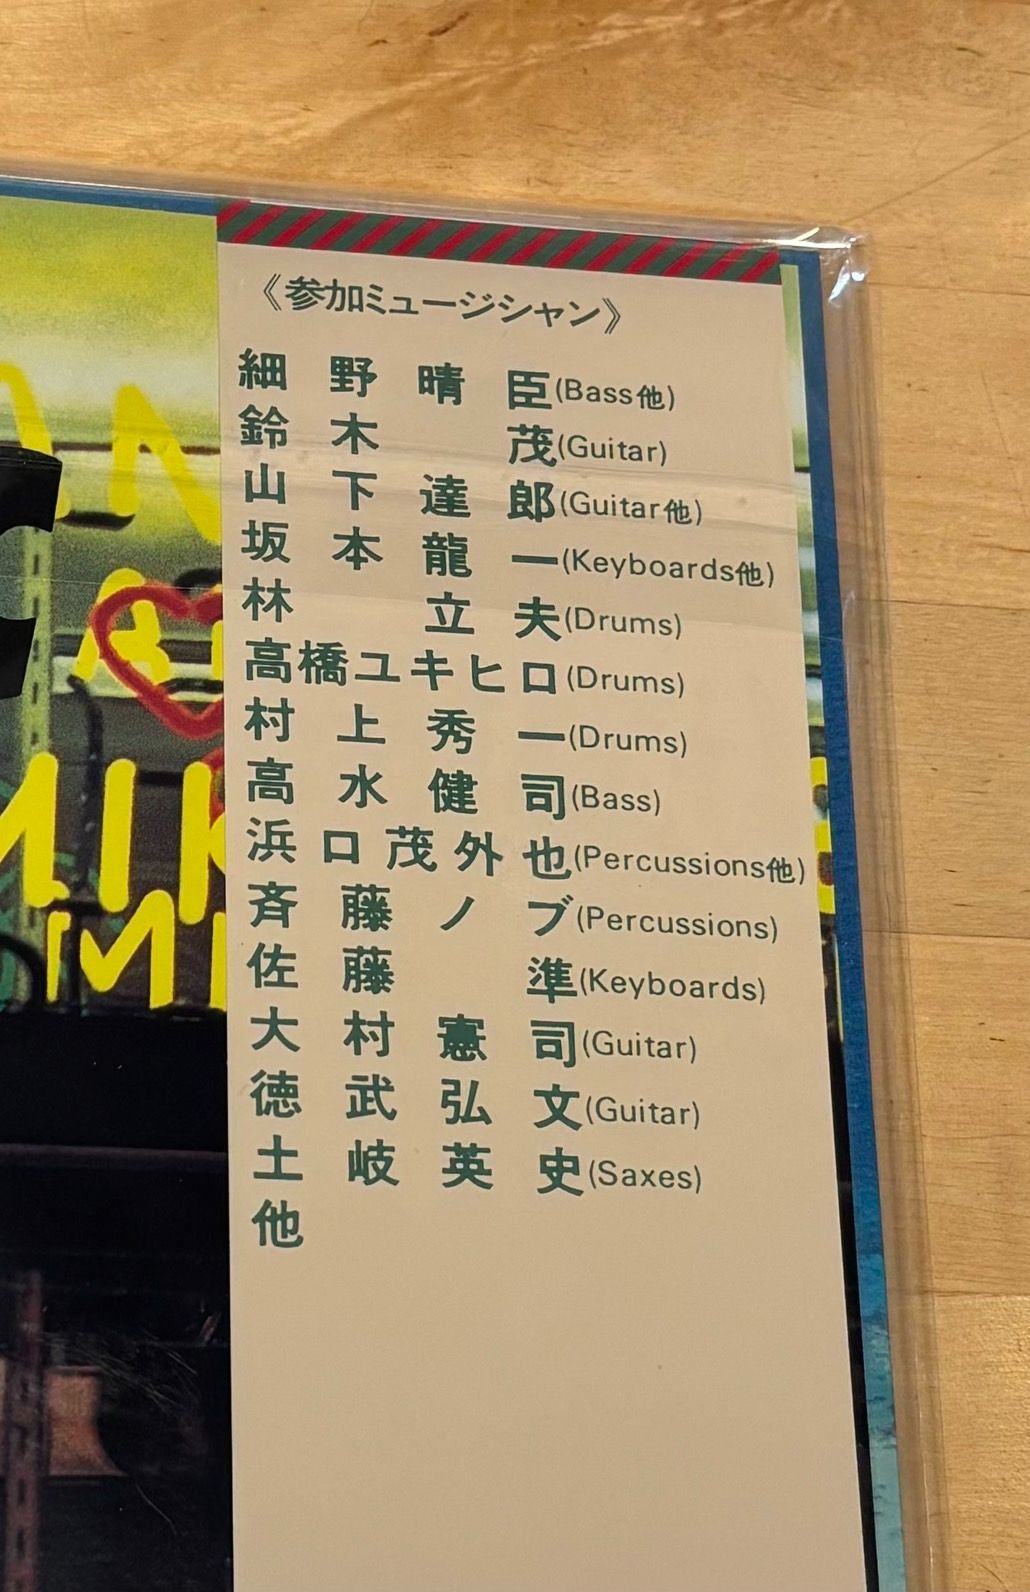 《参加ミュージシャン》
細野晴臣(Bass他)
鈴木茂(Guitar)
山下達郎(Guitar他)
坂本龍一(Keyboards他)
林立夫(Drums)
高橋ユキヒロ(Drums)
村上秀一(Drums)
高水健司(Bass)
浜口茂外也(Percussions他)
斉藤ノブ(Percussions)
佐藤準(Keyboards)
大村憲司(Guitar)
徳武弘文(Guitar)
土岐英史(Saxes)
他